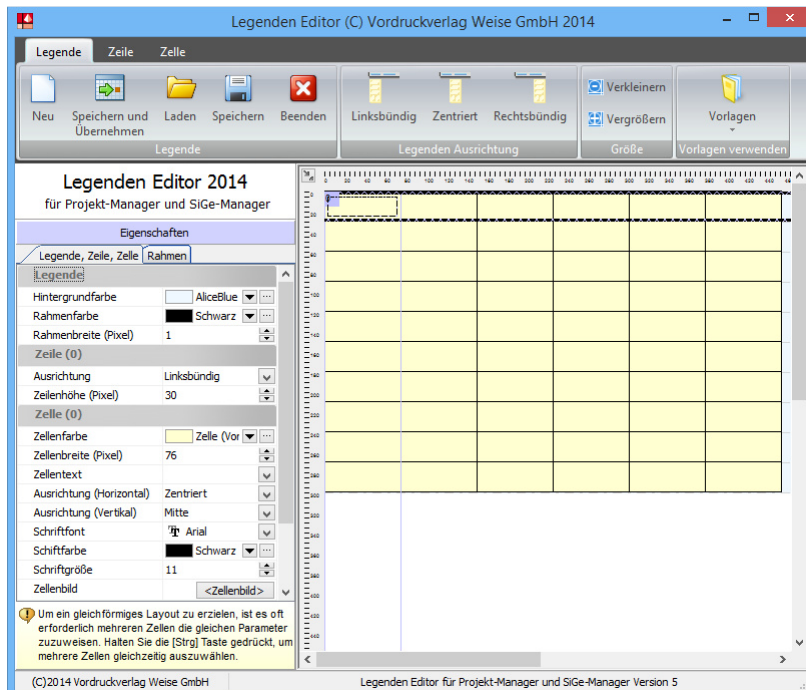 Legenden Editor (C) Vordruckverlag Weise GmbH 2014
Legende Zeile Zelle
Neu Speichern und Übernehmen Laden Speichern Beenden Linksbündig Zentriert Rechtsbündig Verkleinern Vergrößern Vorlagen
Legende Legenden Ausrichtung Größe Vorlagen verwenden
Legenden Editor 2014
für Projekt-Manager und SiGe-Manager
Eigenschaften
Legende, Zeile, Zelle Rahmen
Legende
Hintergrundfarbe AliceBlue
Rahmenfarbe Schwarz
Rahmenbreite (Pixel) 1
Zeile (0)
Ausrichtung Linksbündig
Zeilenhöhe (Pixel) 30
Zelle (0)
Zellenfarbe Zelle (Vor
Zellenbreite (Pixel) 76
Zellentext
Ausrichtung (Horizontal) Zentriert
Ausrichtung (Vertikal) Mitte
Schriftfont Arial
Schiftfarbe Schwarz
Schriftgröße 11
Zellenbild <Zellenbild>
Um ein gleichförmiges Layout zu erzielen, ist es oft
erforderlich mehreren Zellen die gleichen Parameter
zuzuweisen. Halten Sie die [Strg] Taste gedrückt, um
mehrere Zellen gleichzeitig auszuwählen.
(C)2014 Vordruckverlag Weise GmbH Legenden Editor für Projekt-Manager und SiGe-Manager Version 5